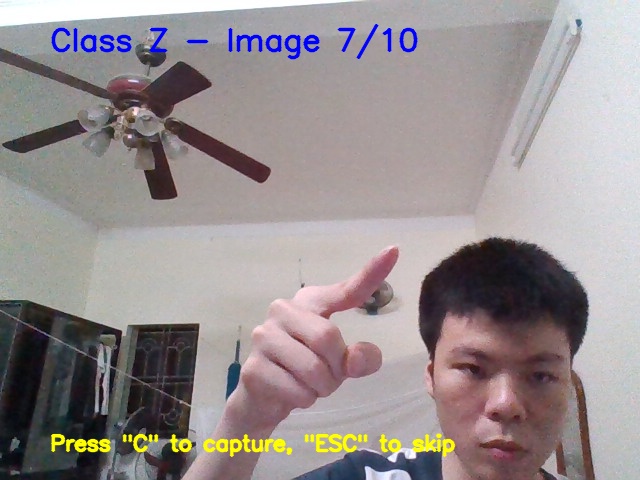 Class Z - Image 7/10
Press "C" to capture, "ESC" to skip